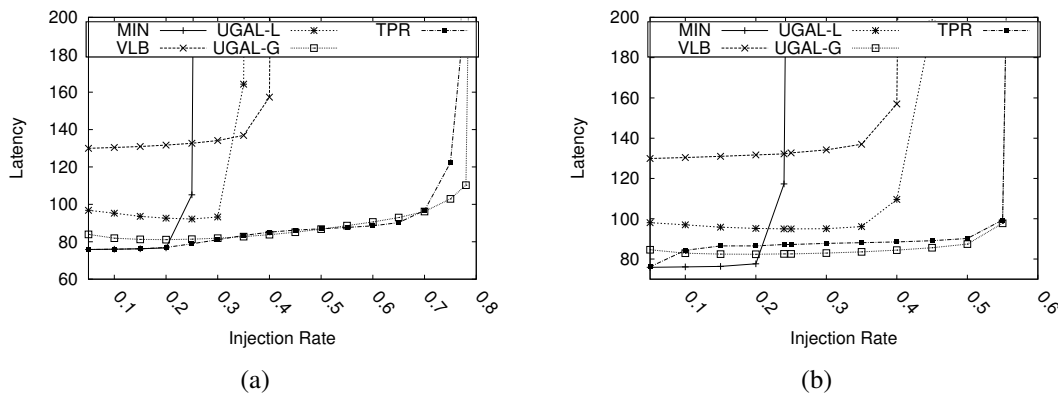 200
180
160
140
120
100
80
60
Latency
MIN UGAL-L TPR
VLB UGAL-G
0.1 0.2 0.3 0.4 0.5 0.6 0.7 0.8
Injection Rate
(a)
200
180
160
140
120
100
80
Latency
MIN UGAL-L TPR
VLB UGAL-G
0.1 0.2 0.3 0.4 0.5 0.6
Injection Rate
(b)